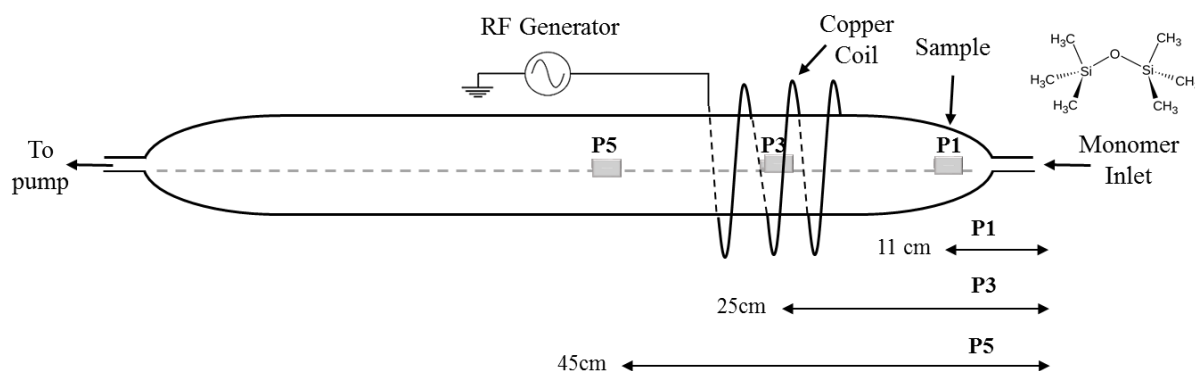 RF Generator
Copper
Coil
Sample
H₃C
CH₃
CH₃
O
H₃C
Si
Si
CH
H₃C
CH₃
To
pump
P5
P3
P1
Monomer
Inlet
P1
11 cm
P3
25cm
P5
45cm